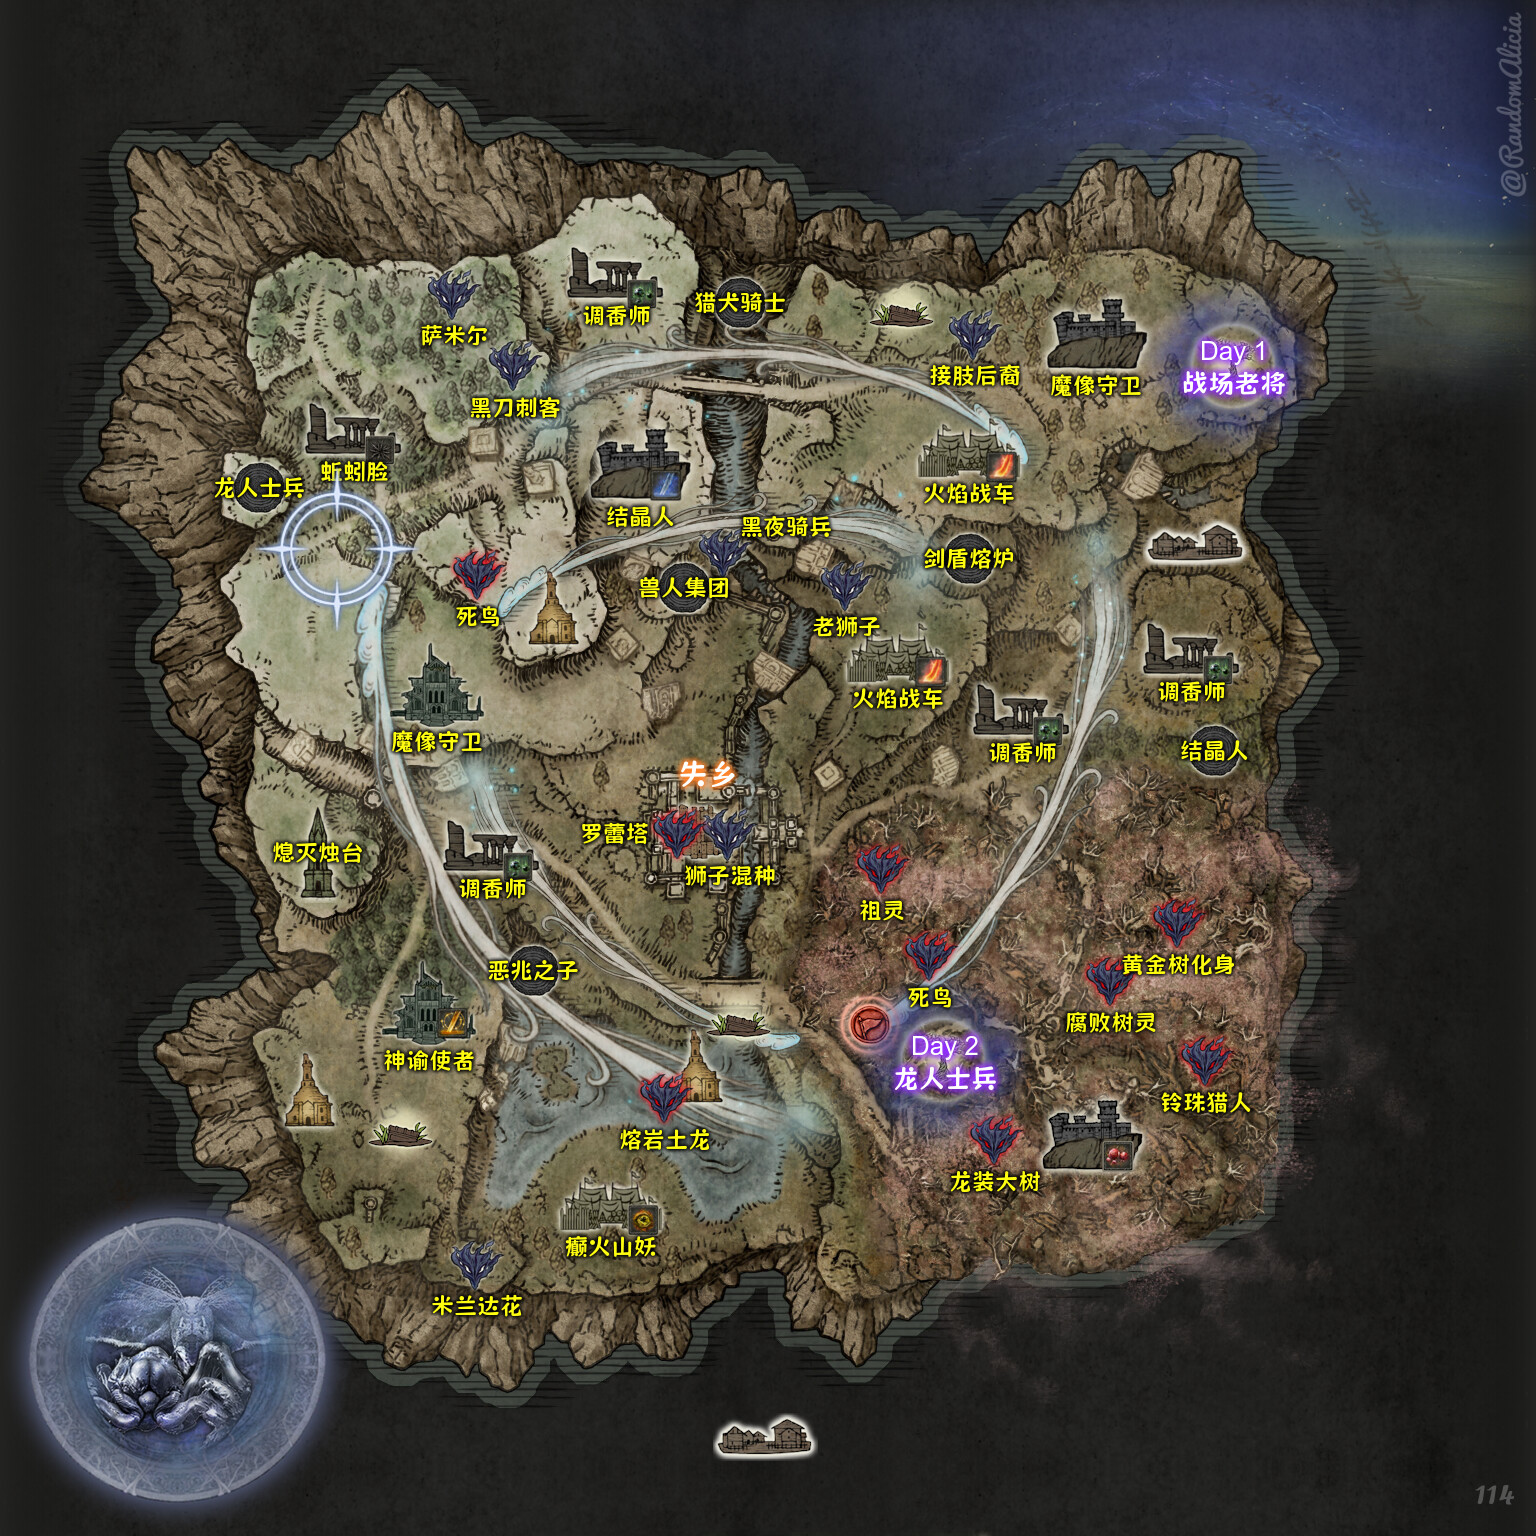 @RandomAlicia
萨米尔
调香师
猎犬骑士
接肢后裔
魔像守卫
Day 1
战场老将
黑刀刺客
蚯蚓脸
龙人士兵
结晶人
火焰战车
黑夜骑兵
剑盾熔炉
兽人集团
死鸟
老狮子
火焰战车
调香师
调香师
结晶人
魔像守卫
失乡
罗蕾塔
狮子混种
熄灭烛台
调香师
祖灵
恶兆之子
死鸟
黄金树化身
腐败树灵
神谕使者
Day 2
龙人士兵
铃珠猎人
熔岩土龙
龙装大树
癫火山妖
米兰达花
114